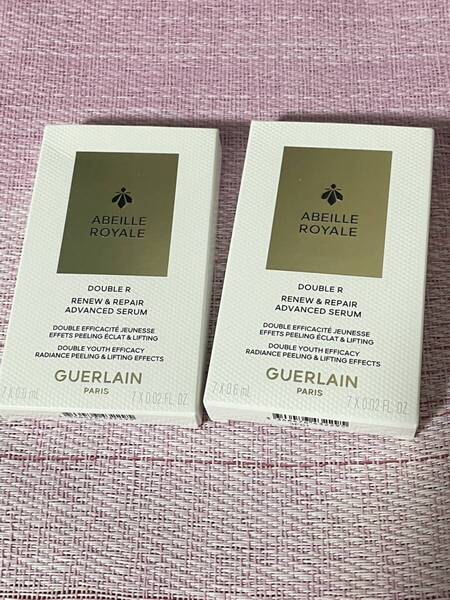 ABEILLE
ROYALE
DOUBLE R
RENEW & REPAIR
ADVANCED SERUM
DOUBLE EFFICACITÉ JEUNESSE
EFFETS PEELING ÉCLAT & LIFTING
DOUBLE YOUTH EFFICACY
RADIANCE PEELING & LIFTING EFFECTS
GUERLAIN
PARIS
7 X 0.6 mL 7 X 0.02 FL. OZ
ABEILLE
ROYALE
DOUBLE R
RENEW & REPAIR
ADVANCED SERUM
DOUBLE EFFICACITÉ JEUNESSE
EFFETS PEELING ÉCLAT & LIFTING
DOUBLE YOUTH EFFICACY
RADIANCE PEELING & LIFTING EFFECTS
GUERLAIN
PARIS
7 X 0.6 mL 7 X 0.02 FL. OZ